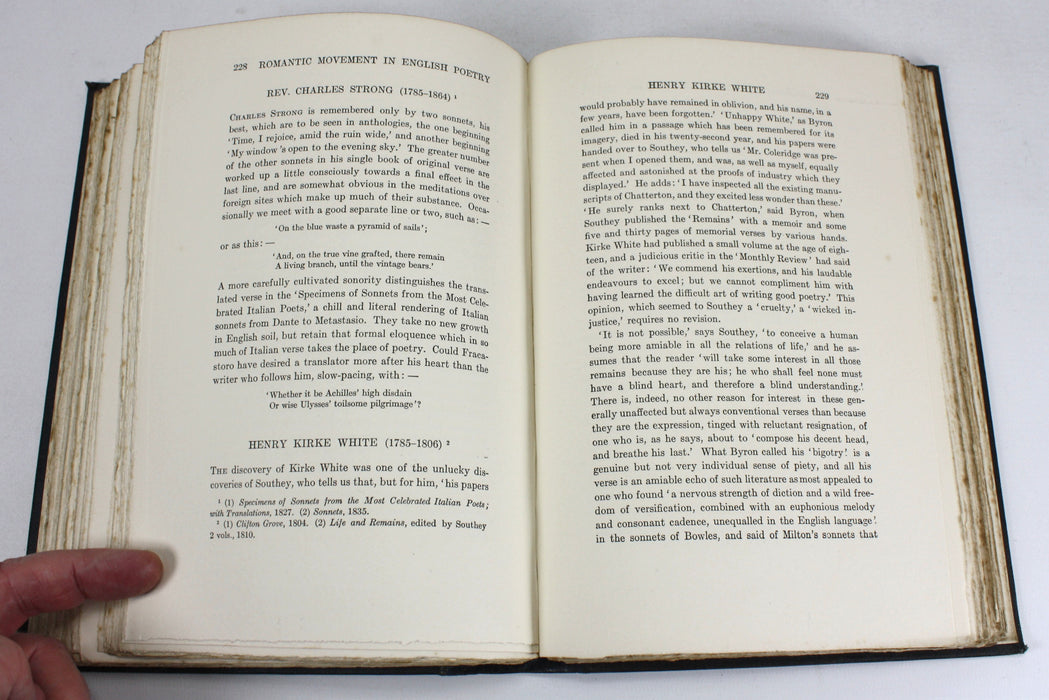 228 ROMANTIC MOVEMENT IN ENGLISH POETRY
REV. CHARLES STRONG (1785–1864) ¹
CHARLES STRONG is remembered only by two sonnets, his
best, which are to be seen in anthologies, the one beginning
'Time, I rejoice, amid the ruin wide,' and another beginning
'My window 's open to the evening sky.' The greater number
of the other sonnets in his single book of original verse are
worked up a little consciously towards a final effect in the
last line, and are somewhat obvious in the meditations over
foreign sites which make up much of their substance. Occa-
sionally we meet with a good separate line or two, such as: —
'On the blue waste a pyramid of sails';
or as this: —
'And, on the true vine grafted, there remain
A living branch, until the vintage bears.'
A more carefully cultivated sonority distinguishes the trans-
lated verse in the 'Specimens of Sonnets from the Most Cele-
brated Italian Poets,' a chill and literal rendering of Italian
sonnets from Dante to Metastasio. They take no new growth
in English soil, but retain that formal eloquence which in so
much of Italian verse takes the place of poetry. Could Fraca-
storo have desired a translator more after his heart than the
writer who follows him, slow-pacing, with: —
'Whether it be Achilles' high disdain
Or wise Ulysses' toilsome pilgrimage'?
HENRY KIRKE WHITE (1785–1806) ²
THE discovery of Kirke White was one of the unlucky dis-
coveries of Southey, who tells us that, but for him, 'his papers
¹ (1) Specimens of Sonnets from the Most Celebrated Italian Poets;
with Translations, 1827. (2) Sonnets, 1835.
² (1) Clifton Grove, 1804. (2) Life and Remains, edited by Southey
2 vols., 1810.
HENRY KIRKE WHITE 229
would probably have remained in oblivion, and his name, in a
few years, have been forgotten.' 'Unhappy White,' as Byron
called him in a passage which has been remembered for its
imagery, died in his twenty-second year, and his papers were
handed over to Southey, who tells us 'Mr. Coleridge was pre-
sent when I opened them, and was, as well as myself, equally
affected and astonished at the proofs of industry which they
displayed.' He adds: 'I have inspected all the existing manu-
scripts of Chatterton, and they excited less wonder than these.'
'He surely ranks next to Chatterton,' said Byron, when
Southey published the 'Remains' with a memoir and some
five and thirty pages of memorial verses by various hands.
Kirke White had published a small volume at the age of eigh-
teen, and a judicious critic in the 'Monthly Review' had said
of the writer: 'We commend his exertions, and his laudable
endeavours to excel; but we cannot compliment him with
having learned the difficult art of writing good poetry.' This
opinion, which seemed to Southey a 'cruelty,' a 'wicked in-
justice,' requires no revision.
'It is not possible,' says Southey, 'to conceive a human
being more amiable in all the relations of life,' and he as-
sumes that the reader 'will take some interest in all those
remains because they are his; he who shall feel none must
have a blind heart, and therefore a blind understanding.'
There is, indeed, no other reason for interest in these gen-
erally unaffected but always conventional verses than because
they are the expression, tinged with reluctant resignation, of
one who is, as he says, about to 'compose his decent head,
and breathe his last.' What Byron called his 'bigotry' is a
genuine but not very individual sense of piety, and all his
verse is an amiable echo of such literature as most appealed to
one who found 'a nervous strength of diction and a wild free-
dom of versification, combined with an euphonious melody
and consonant cadence, unequalled in the English language'
in the sonnets of Bowles, and said of Milton's sonnets that